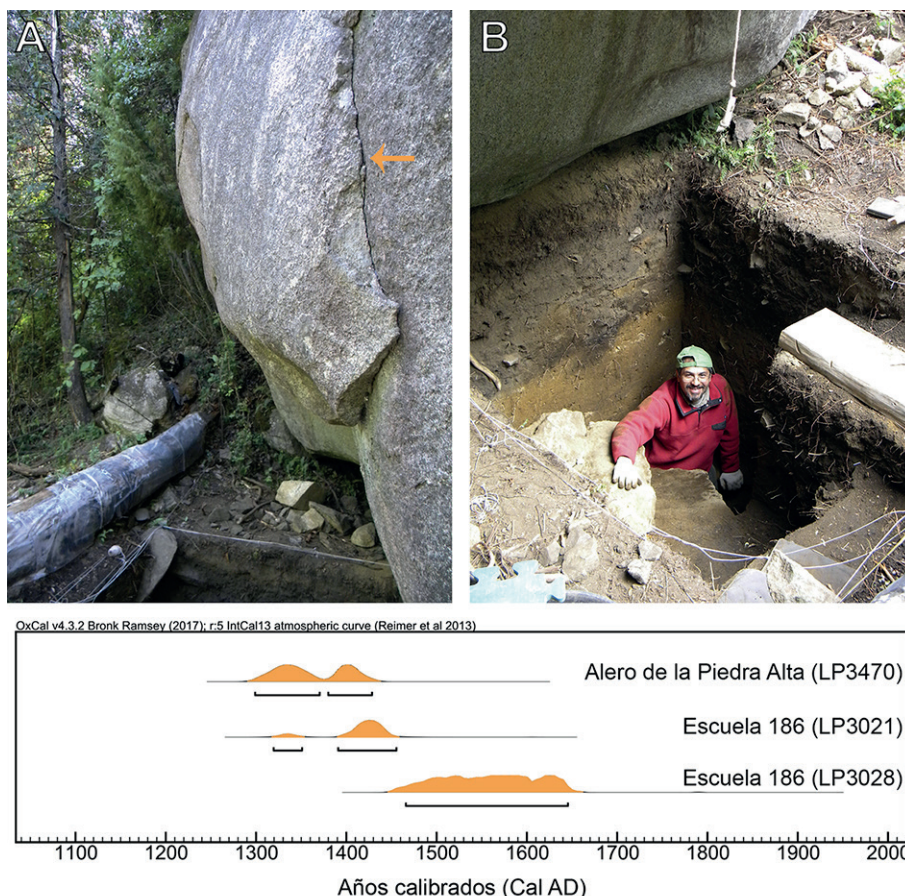 A
B
OxCal v4.3.2 Bronk Ramsey (2017); r:5 IntCal13 atmospheric curve (Reimer et al 2013)
Alero de la Piedra Alta (LP3470)
Escuela 186 (LP3021)
Escuela 186 (LP3028)
1100 1200 1300 1400 1500 1600 1700 1800 1900 2000
Años calibrados (Cal AD)